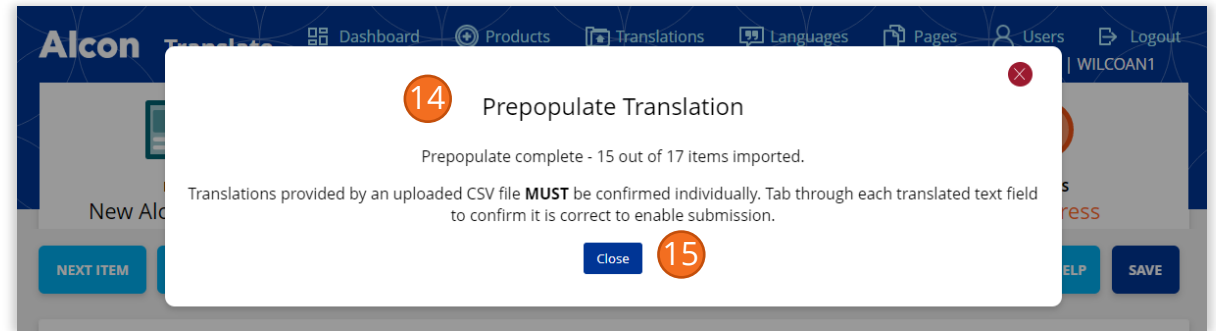 Alcon Translate Dashboard Products Translations Languages Pages Users Logout
| WILCOAN1
14 Prepopulate Translation
Prepopulate complete - 15 out of 17 items imported.
Translations provided by an uploaded CSV file MUST be confirmed individually. Tab through each translated text field
to confirm it is correct to enable submission.
New Alc
ress
NEXT ITEM
Close 15
ELP
SAVE